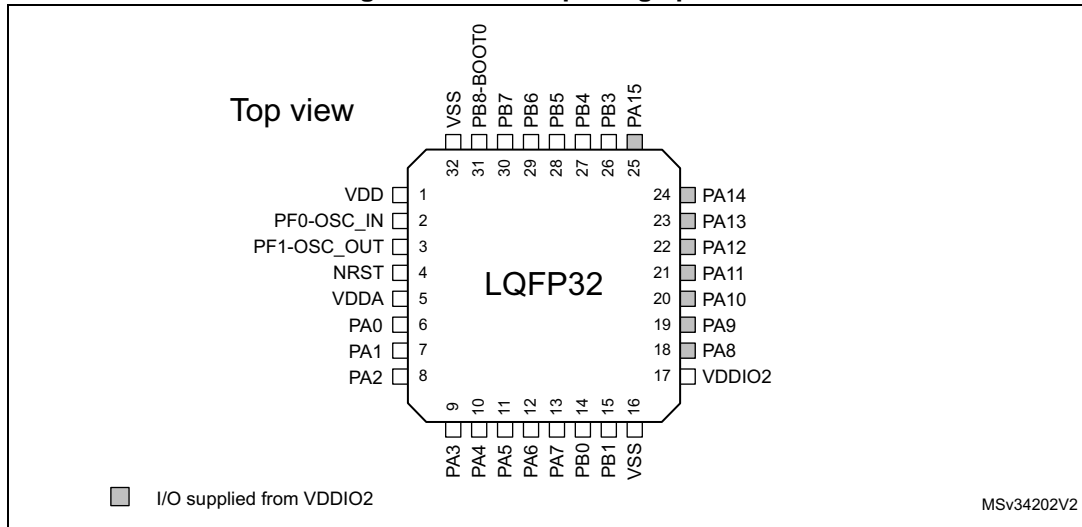 Top view
VSS
PB8-BOOT0
PB7
PB6
PB5
PB4
PB3
PA15
32
31
30
29
28
27
26
25
VDD 1
PF0-OSC_IN 2
PF1-OSC_OUT 3
NRST 4
VDDA 5
PA0 6
PA1 7
PA2 8
LQFP32
24 PA14
23 PA13
22 PA12
21 PA11
20 PA10
19 PA9
18 PA8
17 VDDIO2
9
10
11
12
13
14
15
16
PA3
PA4
PA5
PA6
PA7
PB0
PB1
VSS
I/O supplied from VDDIO2
MSv34202V2